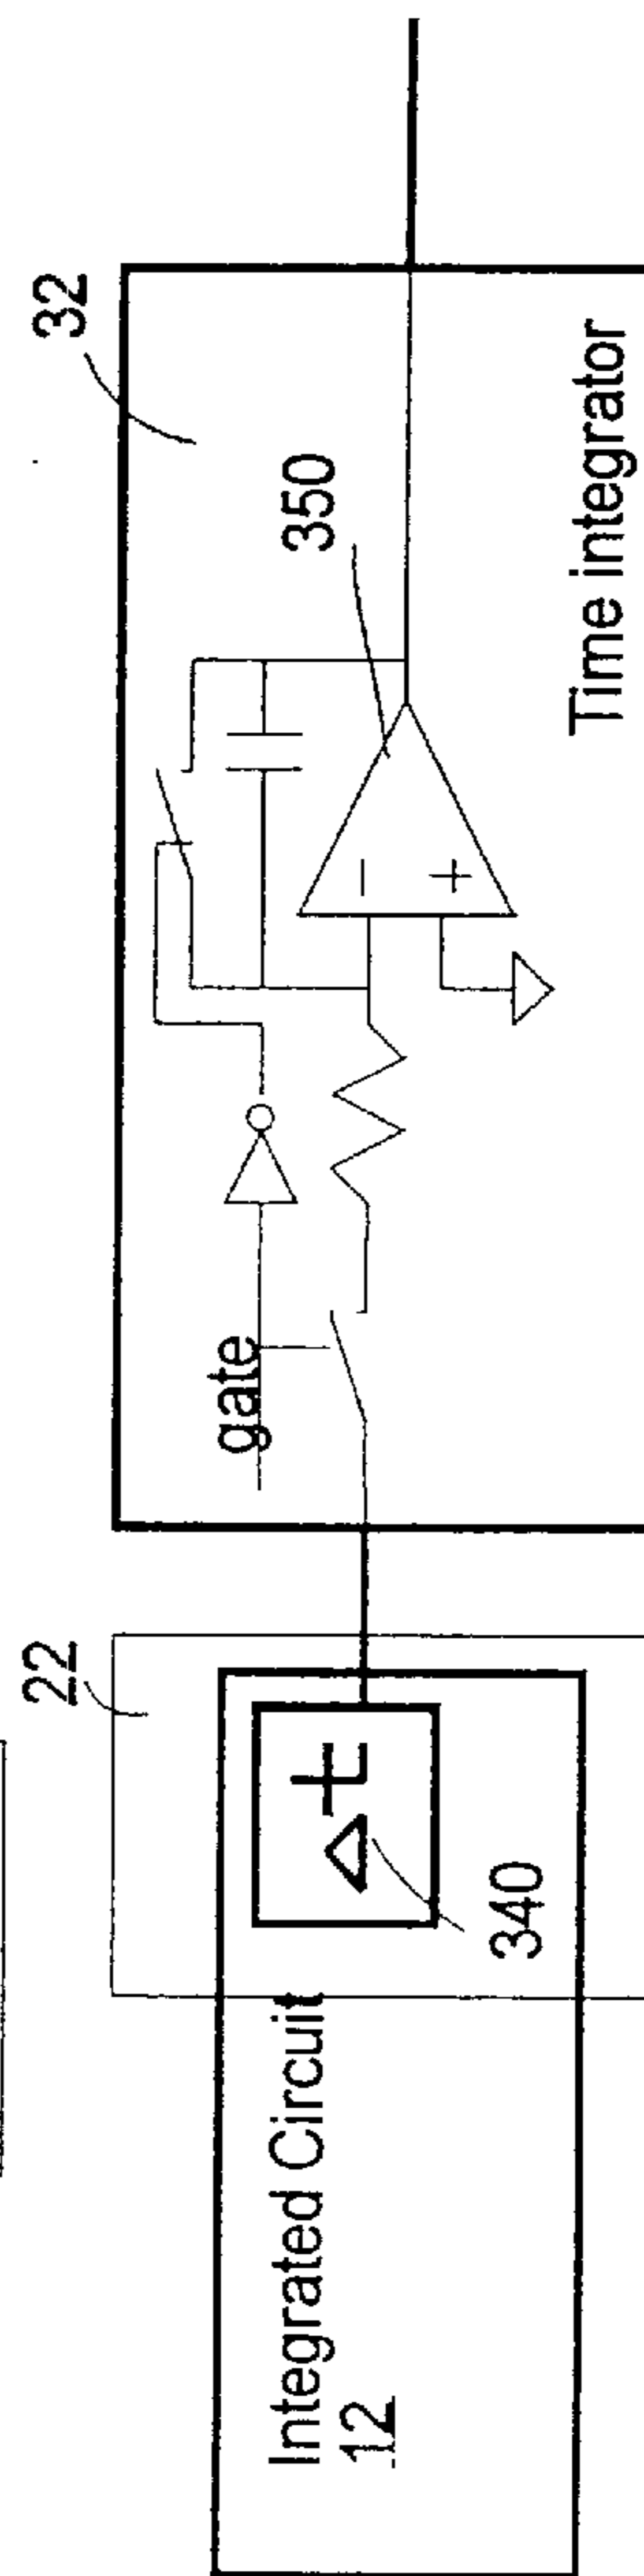 32
350
Time integrator
gate
−
+
22
Δt
340
Integrated Circuit
12